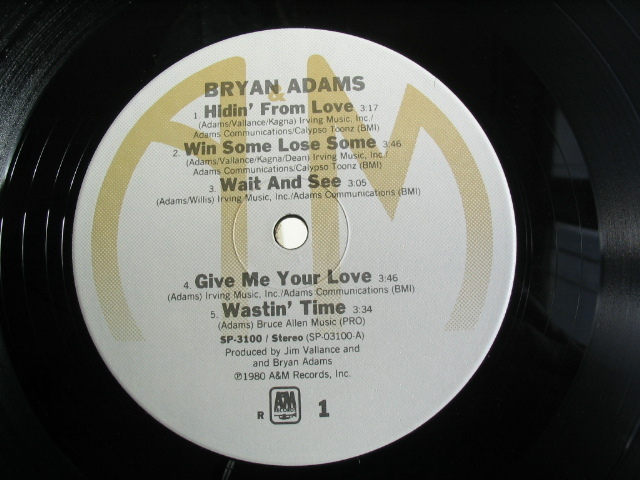 BRYAN ADAMS
1. Hidin' From Love 3:17
(Adams/Vallance/Kagna) Irving Music, Inc./
Adams Communications/Calypso Toonz (BMI)
2. Win Some Lose Some 3:46
(Adams/Vallance/Kagna/Dean) Irving Music, Inc./
Adams Communications/Calypso Toonz (BMI)
3. Wait And See 3:05
(Adams/Willis) Irving Music, Inc./Adams Communications (BMI)
4. Give Me Your Love 3:46
(Adams) Irving Music, Inc./Adams Communications (BMI)
5. Wastin' Time 3:34
(Adams) Bruce Allen Music (PRO)
SP-3100 / Stereo (SP-03100-A)
Produced by Jim Vallance and
and Bryan Adams
℗1980 A&M Records, Inc.
R A&M RECORDS 1